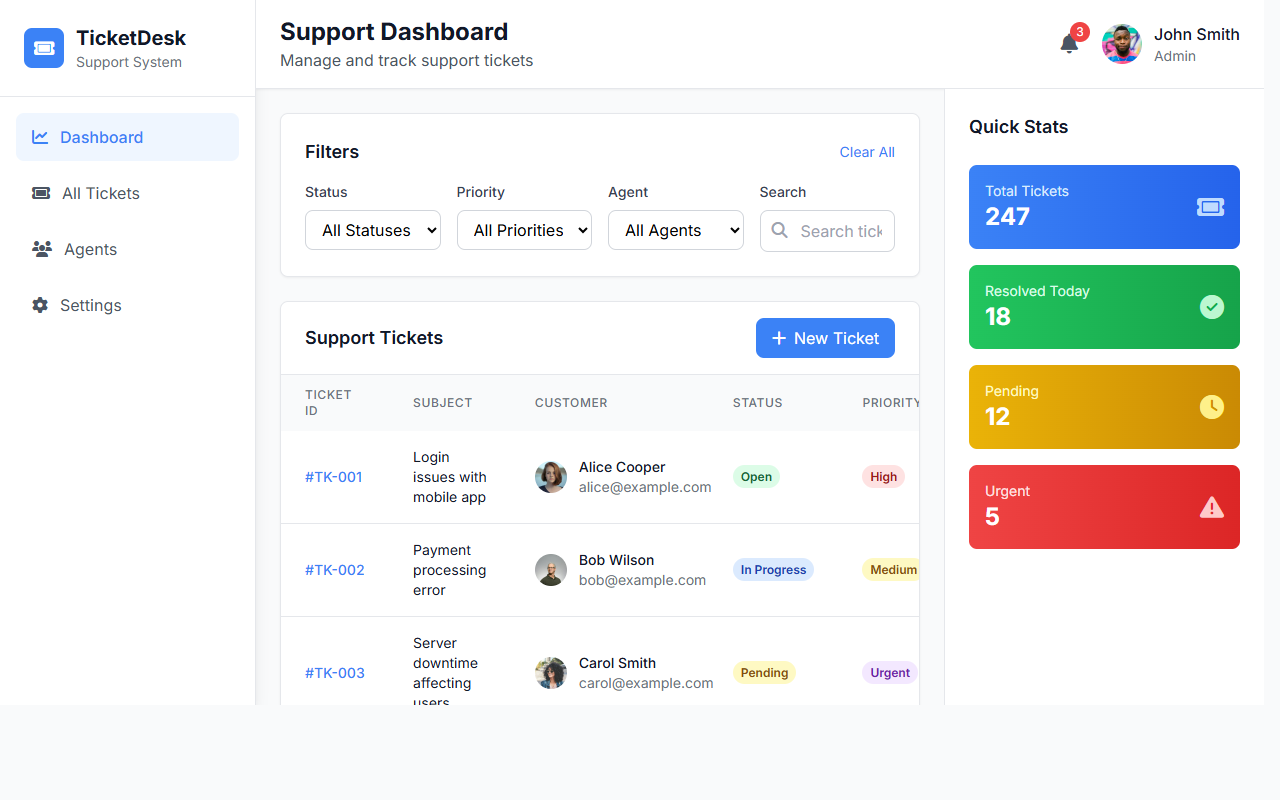 TicketDesk
Support System
Dashboard
All Tickets
Agents
Settings
Support Dashboard
Manage and track support tickets
3
John Smith
Admin
Filters
Clear All
Status
Priority
Agent
Search
All Statuses
All Priorities
All Agents
Search tick
Support Tickets
New Ticket
TICKET
ID
SUBJECT
CUSTOMER
STATUS
PRIORITY
#TK-001
Login
issues with
mobile app
Alice Cooper
alice@example.com
Open
High
#TK-002
Payment
processing
error
Bob Wilson
bob@example.com
In Progress
Medium
#TK-003
Server
downtime
affecting
users
Carol Smith
carol@example.com
Pending
Urgent
Quick Stats
Total Tickets
247
Resolved Today
18
Pending
12
Urgent
5